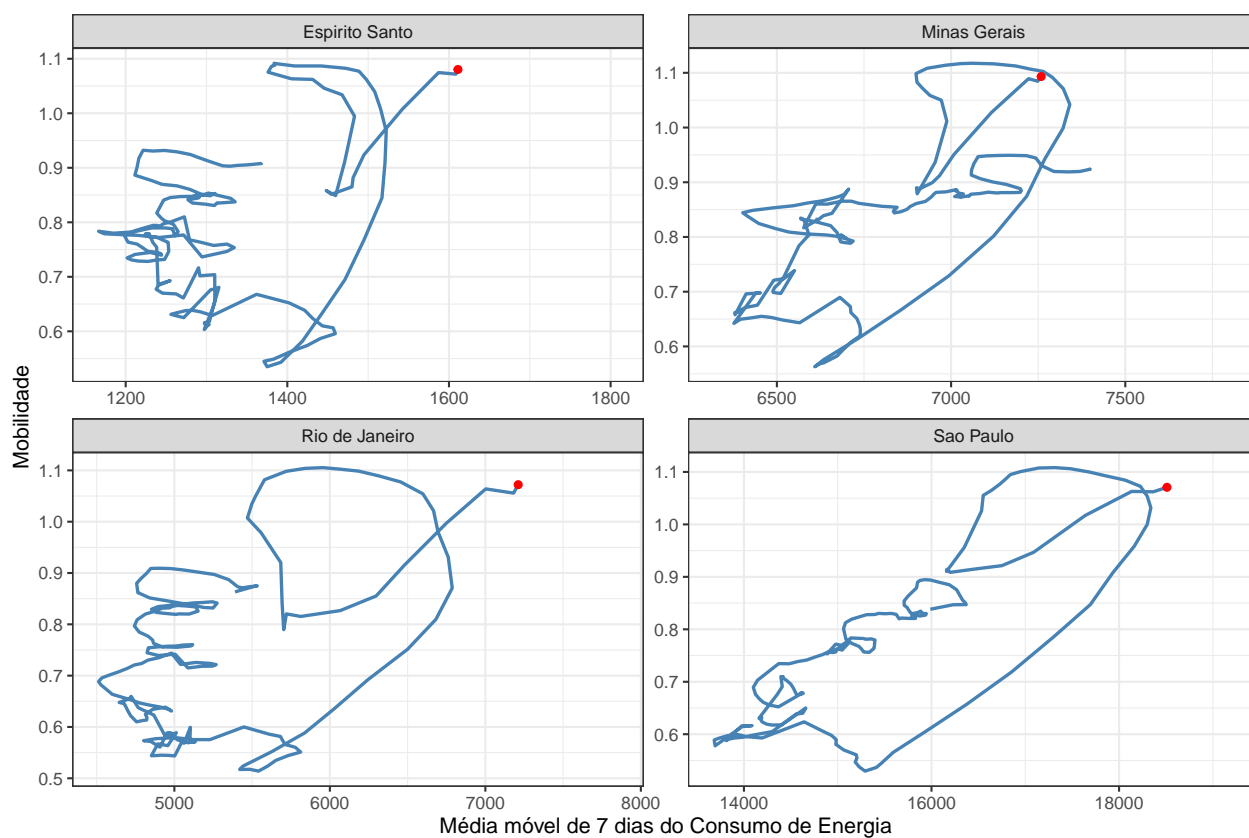 Espirito Santo
Minas Gerais
1.1
1.0
0.9
0.8
0.7
0.6
1200 1400 1600 1800
1.1
1.0
0.9
0.8
0.7
0.6
6500 7000 7500
Mobilidade
Rio de Janeiro
Sao Paulo
1.1
1.0
0.9
0.8
0.7
0.6
0.5
5000 6000 7000 8000
1.1
1.0
0.9
0.8
0.7
0.6
14000 16000 18000
Média móvel de 7 dias do Consumo de Energia